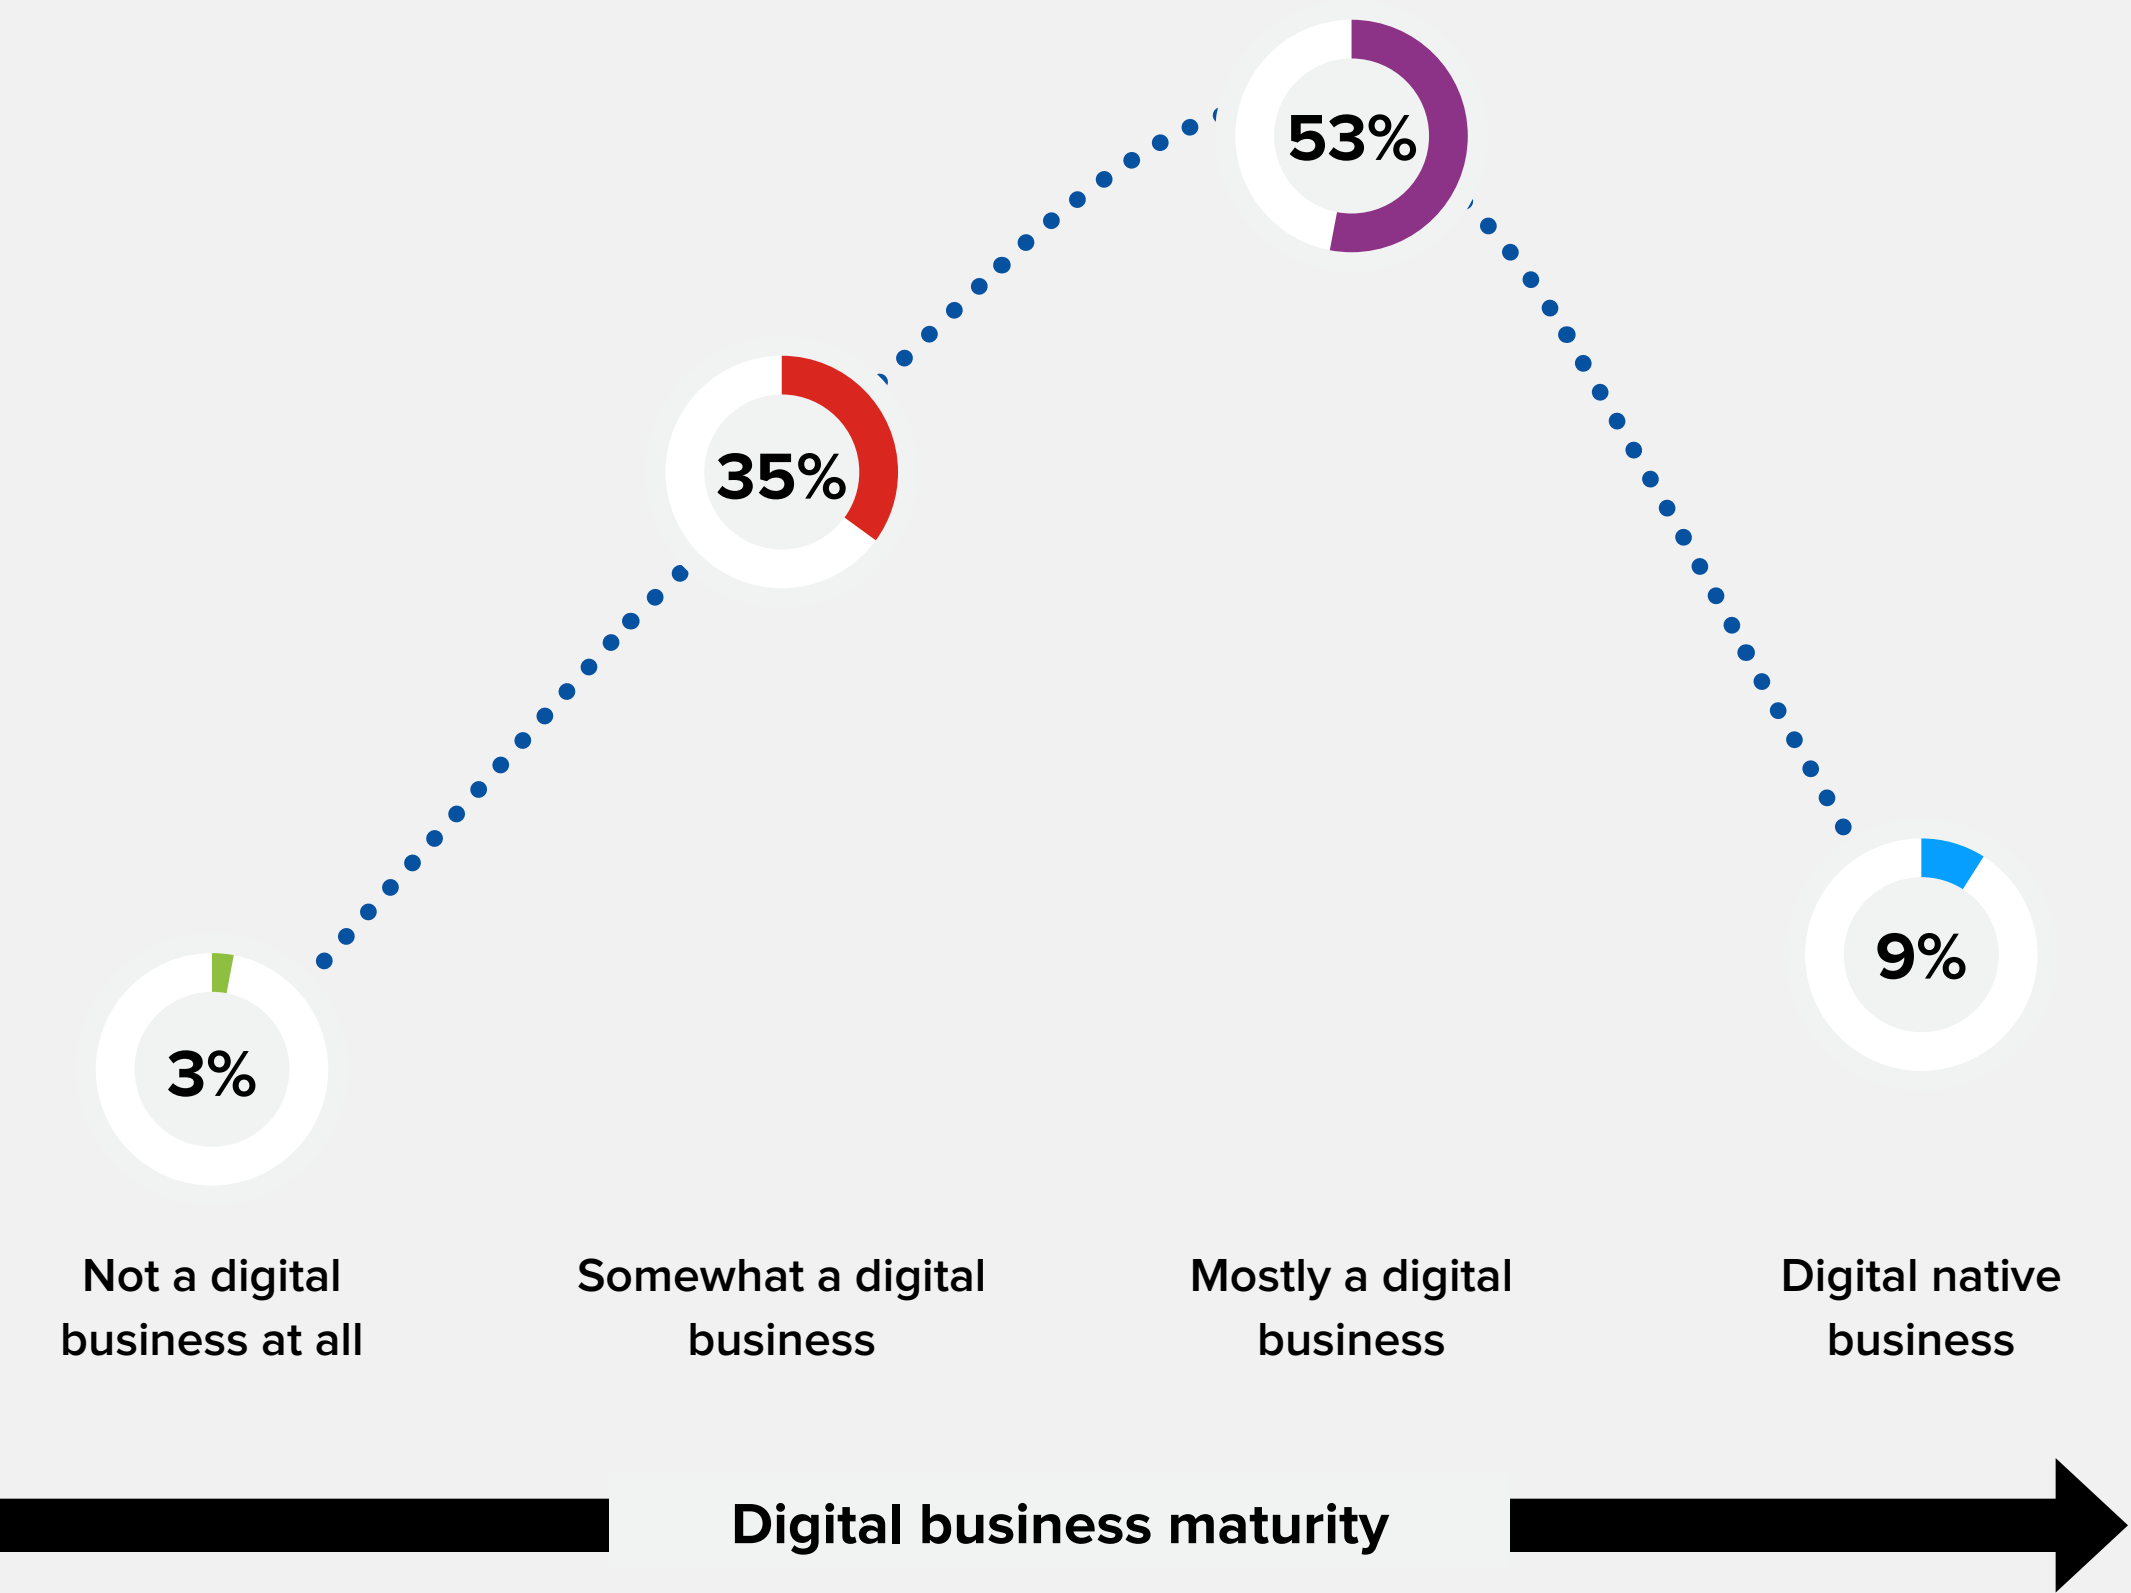 53%
35%
9%
3%
Not a digital
business at all
Somewhat a digital
business
Mostly a digital
business
Digital native
business
Digital business maturity